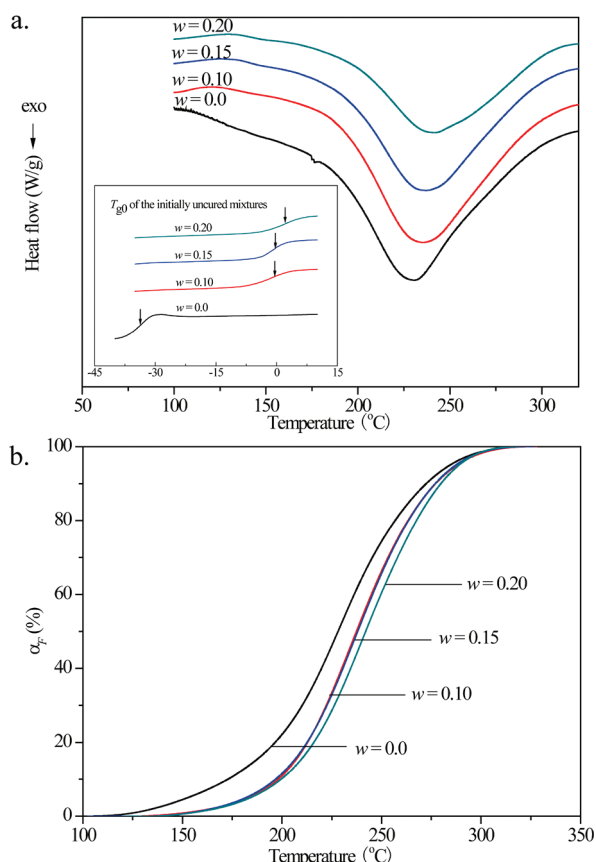 a.
w = 0.20
w = 0.15
w = 0.10
w = 0.0
Heat flow (W/g) → exo
Tg0 of the initially uncured mixtures
w = 0.20
w = 0.15
w = 0.10
w = 0.0
-45 -30 -15 0 15
50 100 150 200 250 300
Temperature (°C)
b.
100
80
60
40
20
0
αF (%)
w = 0.20
w = 0.15
w = 0.10
w = 0.0
100 150 200 250 300 350
Temperature (°C)